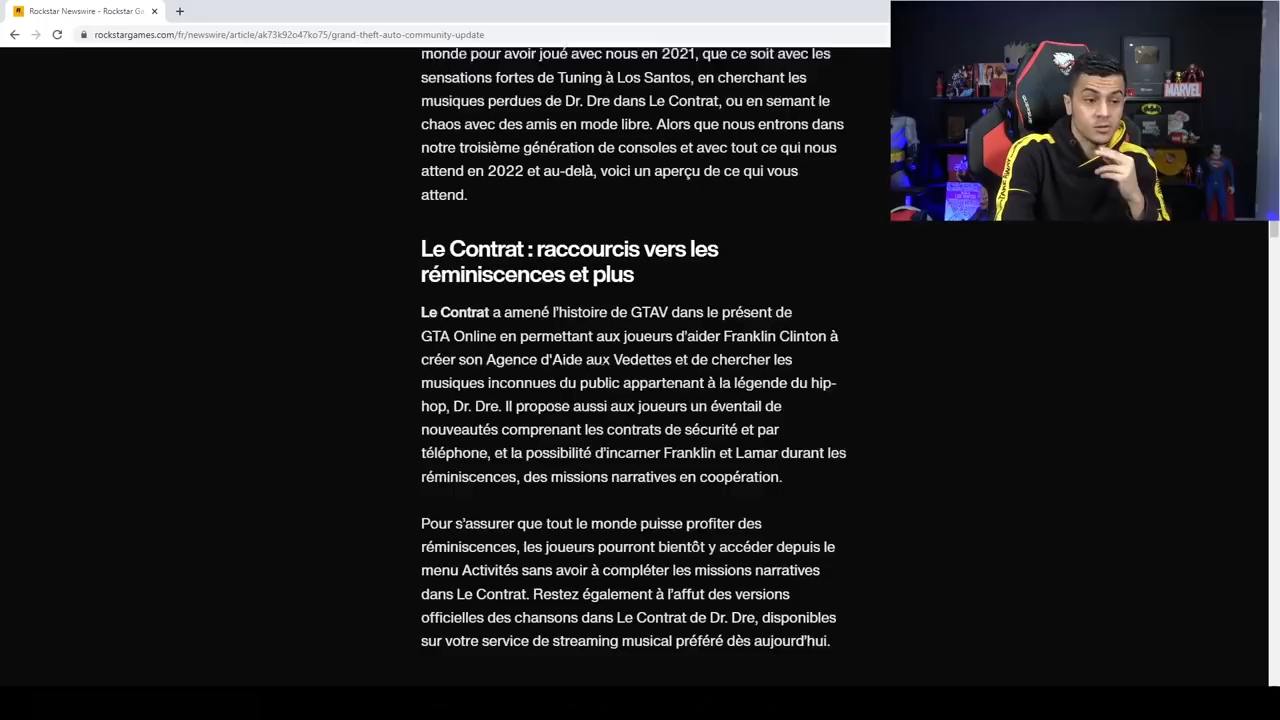 Rockstar Newswire - Rockstar Ga
rockstargames.com/fr/newswire/article/ak73k92o47ko75/grand-theft-auto-community-update
monde pour avoir joué avec nous en 2021, que ce soit avec les
sensations fortes de Tuning à Los Santos, en cherchant les
musiques perdues de Dr. Dre dans Le Contrat, ou en semant le
chaos avec des amis en mode libre. Alors que nous entrons dans
notre troisième génération de consoles et avec tout ce qui nous
attend en 2022 et au-delà, voici un aperçu de ce qui vous
attend.
Le Contrat : raccourcis vers les
réminiscences et plus
Le Contrat a amené l’histoire de GTAV dans le présent de
GTA Online en permettant aux joueurs d’aider Franklin Clinton à
créer son Agence d'Aide aux Vedettes et de chercher les
musiques inconnues du public appartenant à la légende du hip-
hop, Dr. Dre. Il propose aussi aux joueurs un éventail de
nouveautés comprenant les contrats de sécurité et par
téléphone, et la possibilité d’incarner Franklin et Lamar durant les
réminiscences, des missions narratives en coopération.
Pour s’assurer que tout le monde puisse profiter des
réminiscences, les joueurs pourront bientôt y accéder depuis le
menu Activités sans avoir à compléter les missions narratives
dans Le Contrat. Restez également à l’affut des versions
officielles des chansons dans Le Contrat de Dr. Dre, disponibles
sur votre service de streaming musical préféré dès aujourd’hui.
MARVEL